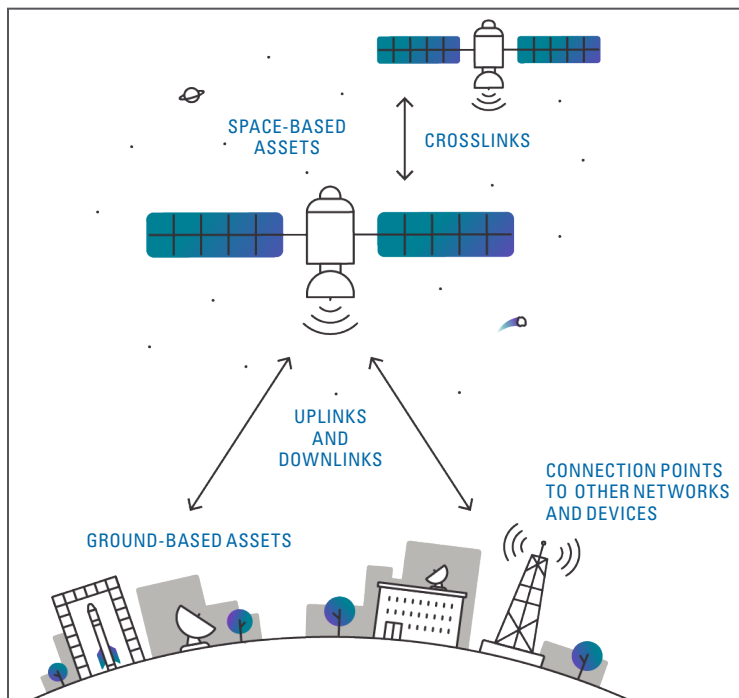 SPACE-BASED
ASSETS
CROSSLINKS
UPLINKS
AND
DOWNLINKS
CONNECTION POINTS
TO OTHER NETWORKS
AND DEVICES
GROUND-BASED ASSETS